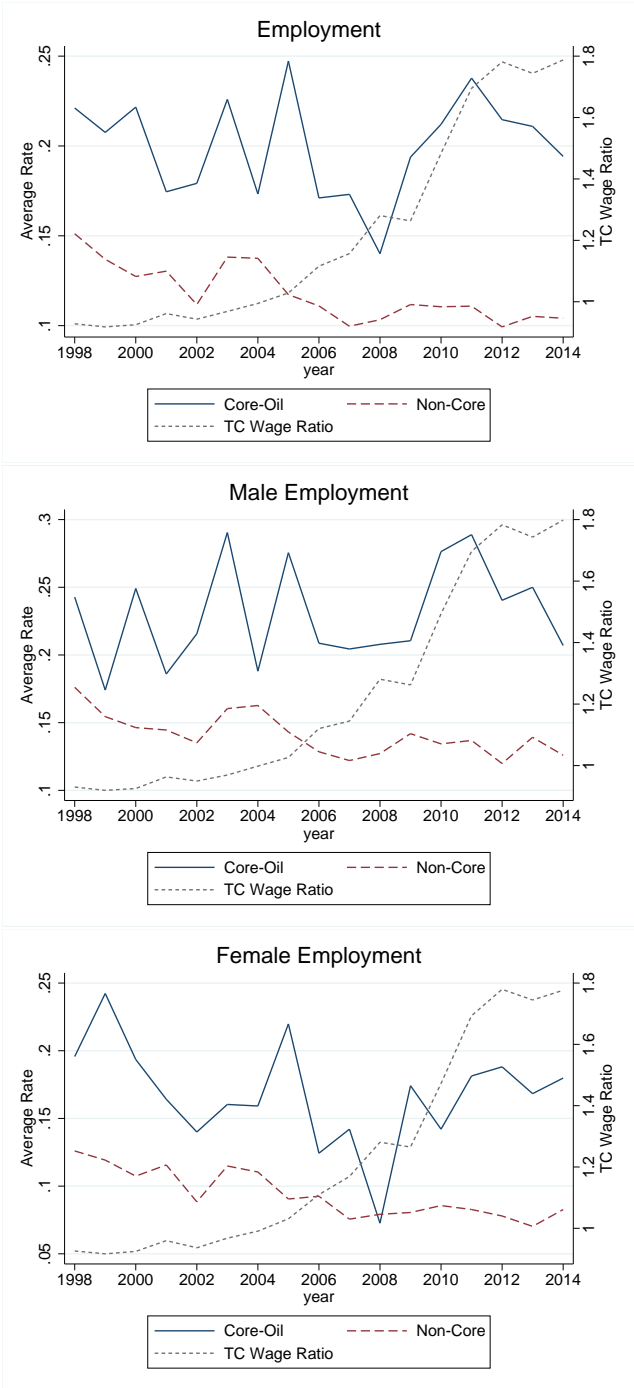 Employment
.25
.2
.15
.1
Average Rate
1.8
1.6
1.4
1.2
1
TC Wage Ratio
1998 2000 2002 2004 2006 2008 2010 2012 2014
year
Core-Oil Non-Core
TC Wage Ratio
Male Employment
.3
.25
.2
.15
.1
Average Rate
1.8
1.6
1.4
1.2
1
TC Wage Ratio
1998 2000 2002 2004 2006 2008 2010 2012 2014
year
Core-Oil Non-Core
TC Wage Ratio
Female Employment
.25
.2
.15
.1
.05
Average Rate
1.8
1.6
1.4
1.2
1
TC Wage Ratio
1998 2000 2002 2004 2006 2008 2010 2012 2014
year
Core-Oil Non-Core
TC Wage Ratio